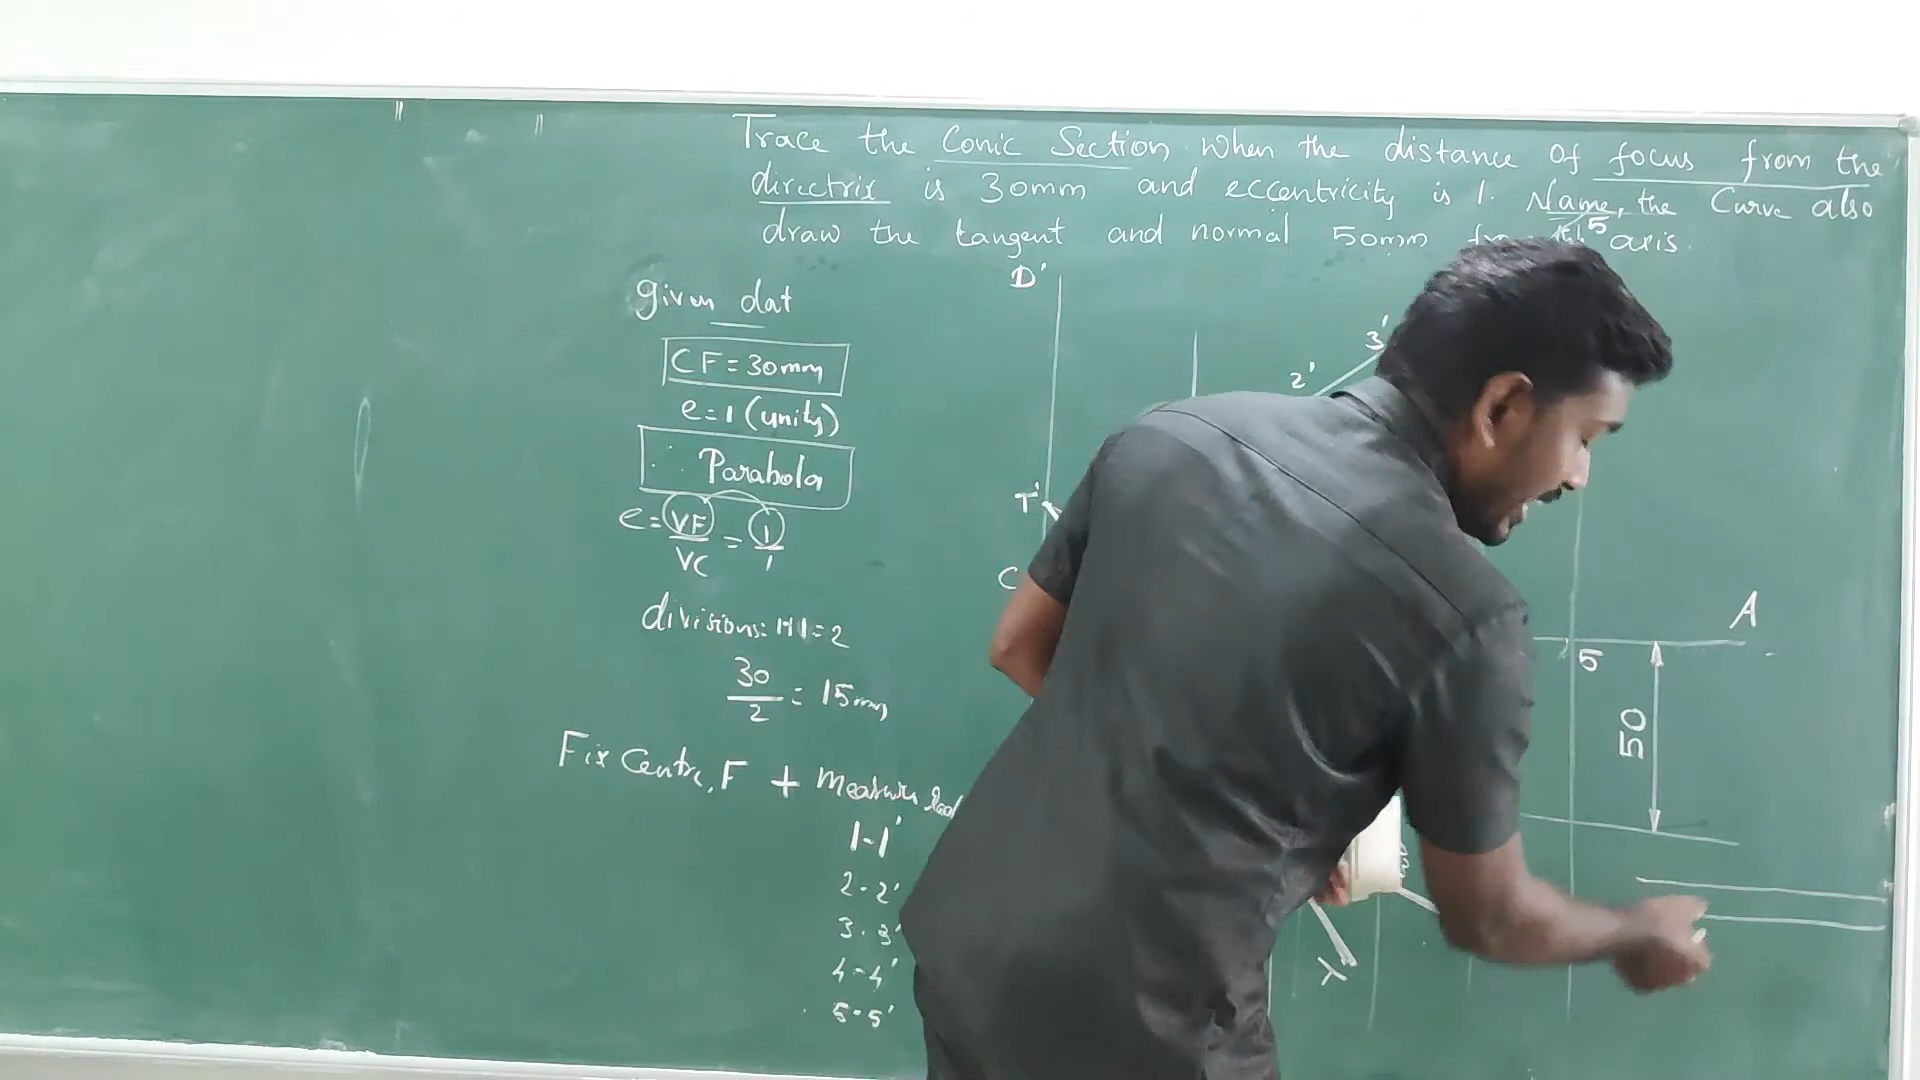 Trace the Conic Section when the distance of focus from the
directrix is 30mm and eccentricity is 1. Name, the Curve also
draw the tangent and normal 50mm axis.
5'
D'
given dat
3'
CF = 30mm
2'
e = 1 (unity)
∴ Parabola
T'
e = VF/VC = 1/1
C
A
divisions: 1+1 = 2
5
30/2 = 15mm
50
Fix Centre, F + Measure
1-1'
2-2'
3-3'
4-4'
5-5'